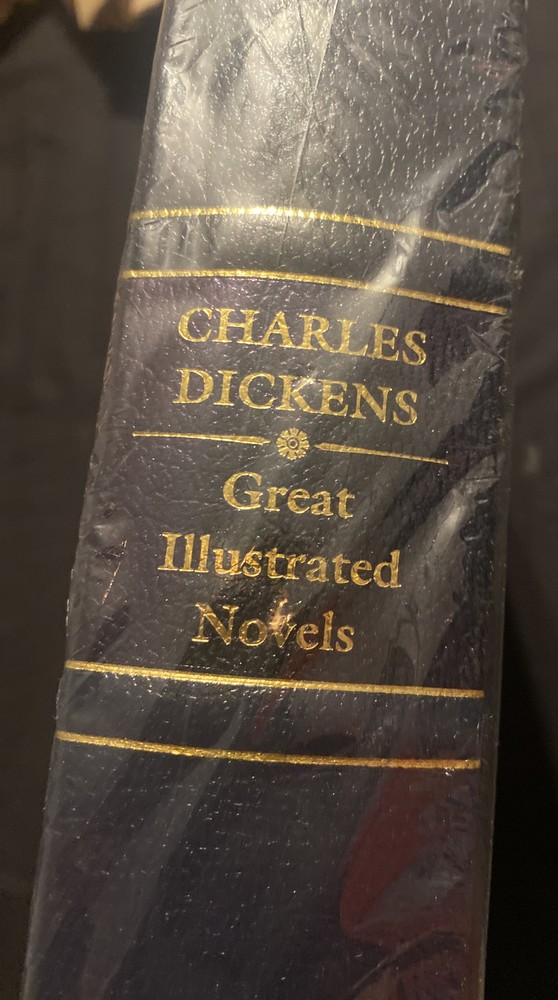 CHARLES
DICKENS
Great
Illustrated
Novels